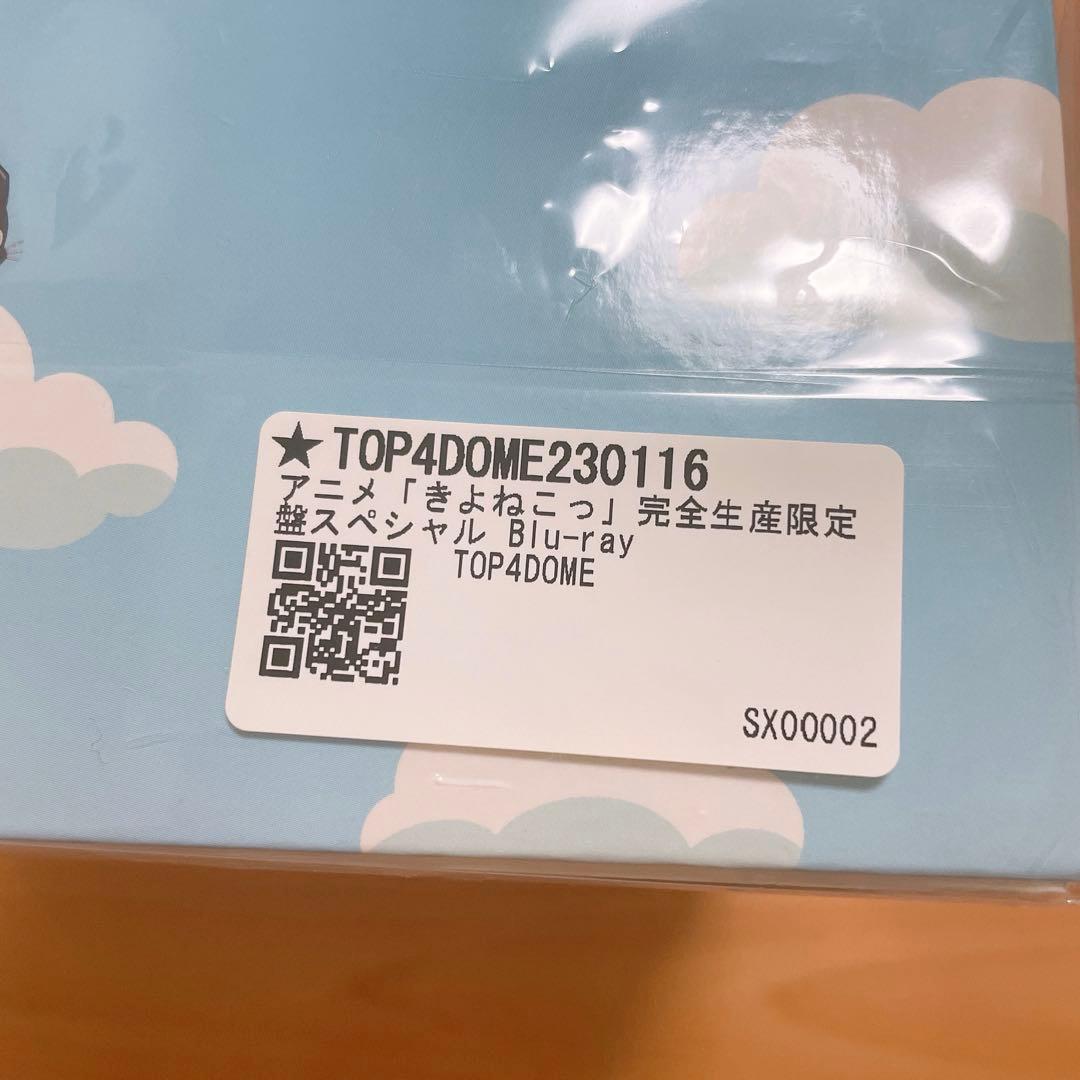 ★TOP4DOME230116
アニメ「きよねこっ」完全生産限定
盤スペシャル Blu-ray
TOP4DOME
SX00002